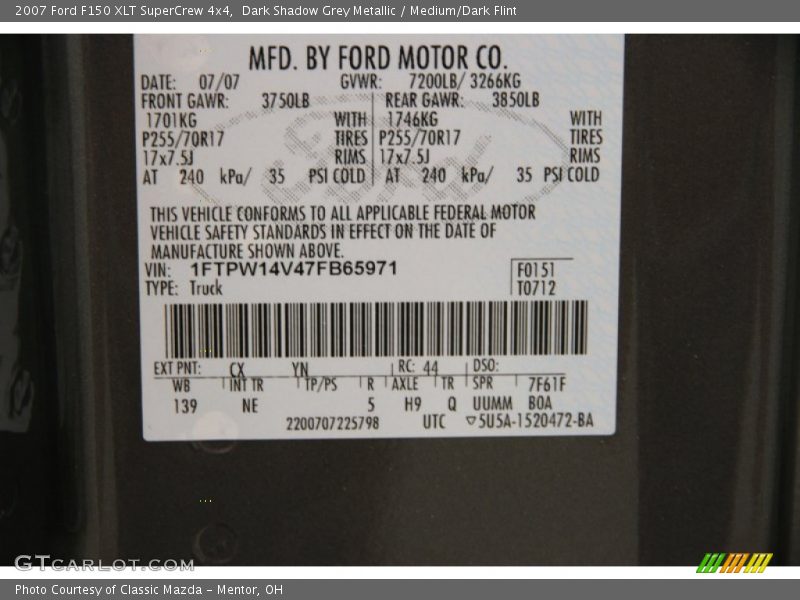 2007 Ford F150 XLT SuperCrew 4x4,  Dark Shadow Grey Metallic / Medium/Dark Flint
MFD. BY FORD MOTOR CO.
DATE: 07/07 GVWR: 7200LB/ 3266KG
FRONT GAWR: 3750LB REAR GAWR: 3850LB
1701KG WITH 1746KG WITH
P255/70R17 TIRES P255/70R17 TIRES
17x7.5J RIMS 17x7.5J RIMS
AT 240 kPa/ 35 PSI COLD AT 240 kPa/ 35 PSI COLD
Ford
THIS VEHICLE CONFORMS TO ALL APPLICABLE FEDERAL MOTOR
VEHICLE SAFETY STANDARDS IN EFFECT ON THE DATE OF
MANUFACTURE SHOWN ABOVE.
VIN: 1FTPW14V47FB65971 F0151
TYPE: Truck T0712
EXT PNT: CX YN RC: 44 DSO:
WB INT TR TP/PS R AXLE TR SPR 7F61F
139 NE 5 H9 Q UUMM BOA
2200707225798 UTC ▽5U5A-1520472-BA
GTCARLOT.COM
Photo Courtesy of Classic Mazda - Mentor, OH